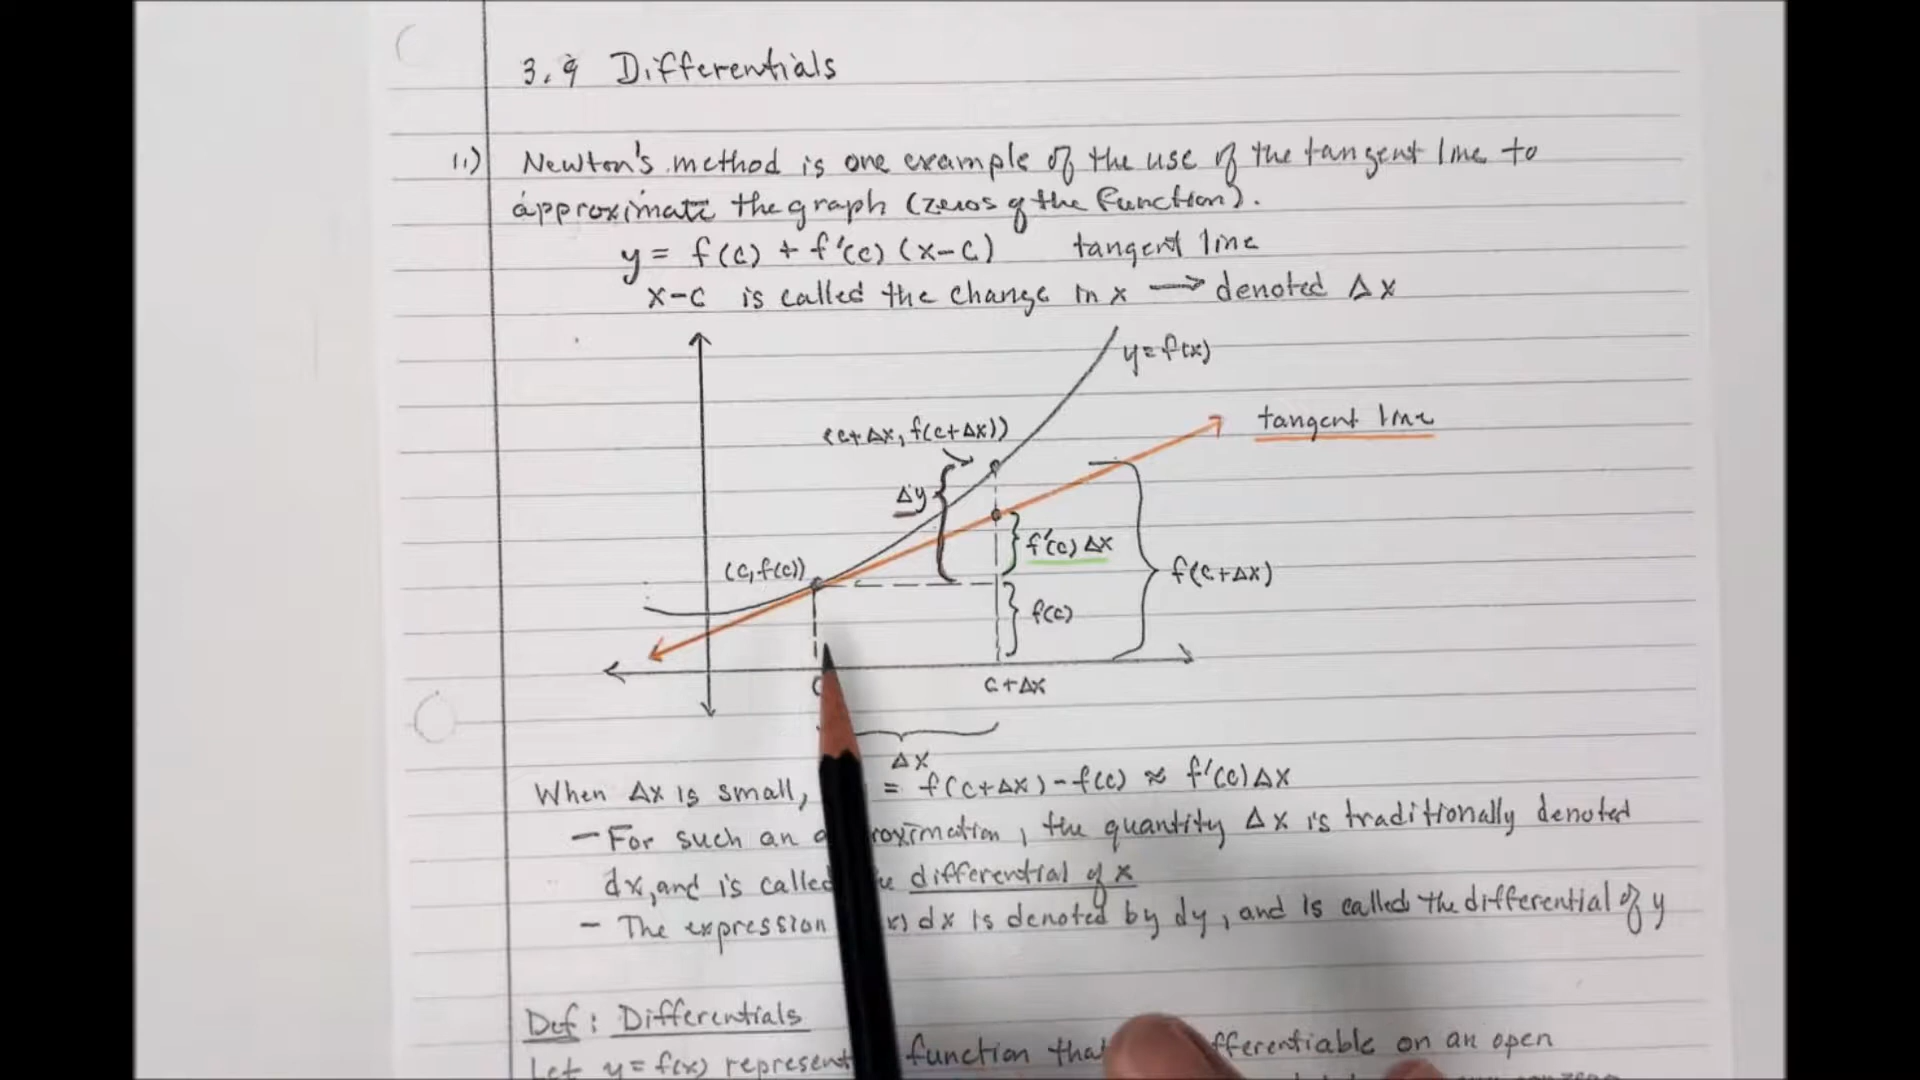 3.9 Differentials
11) Newton's method is one example of the use of the tangent line to
approximate the graph (zeros of the function).
y = f(c) + f'(c) (x-c) tangent line
x-c is called the change in x → denoted Δx
y = f(x)
tangent line
(c+Δx, f(c+Δx))
Δy
f'(c) Δx
(c, f(c))
f(c+Δx)
f(c)
c+Δx
Δx
When Δx is small, = f(c+Δx) - f(c) ≈ f'(c)Δx
- For such an roximation, the quantity Δx is traditionally denoted
dx, and is called differential of x
- The expression x) dx is denoted by dy, and is called the differential of y
Def: Differentials
Let y = f(x) represent function that fferentiable on an open